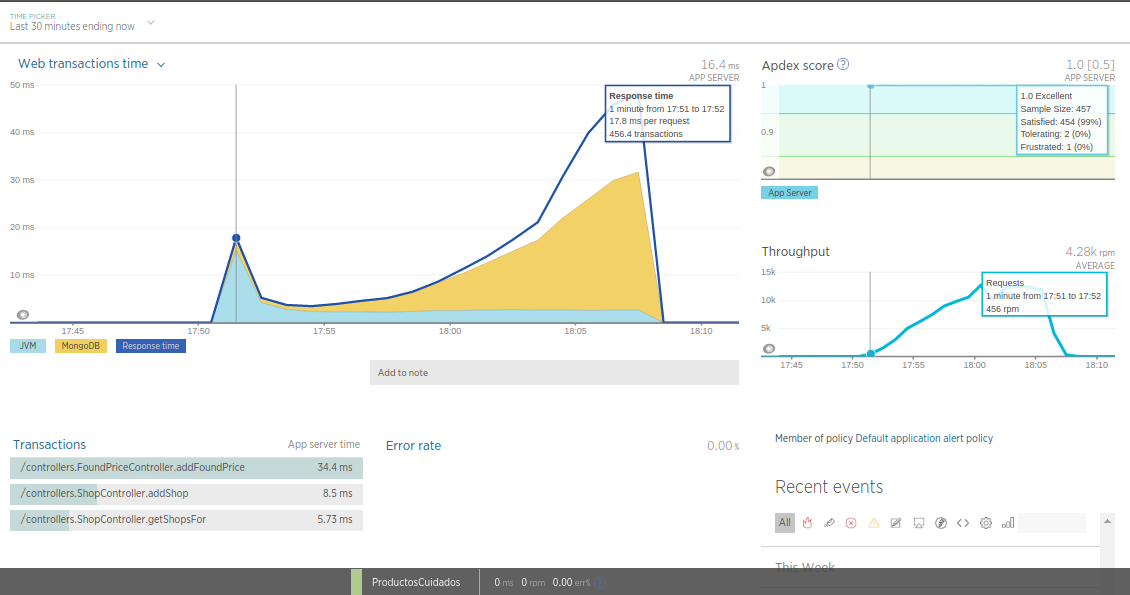 TIME PICKER
Last 30 minutes ending now
Web transactions time
16.4 ms
APP SERVER
50 ms
40 ms
30 ms
20 ms
10 ms
Response time
1 minute from 17:51 to 17:52
17.8 ms per request
456.4 transactions
17:45
17:50
17:55
18:00
18:05
18:10
JVM
MongoDB
Response time
Add to note
Apdex score ?
1.0 [0.5]
APP SERVER
1
0.9
1.0 Excellent
Sample Size: 457
Satisfied: 454 (99%)
Tolerating: 2 (0%)
Frustrated: 1 (0%)
App Server
Throughput
4.28k rpm
AVERAGE
15k
10k
5k
Requests
1 minute from 17:51 to 17:52
456 rpm
17:45
17:50
17:55
18:00
18:05
18:10
Transactions
App server time
/controllers.FoundPriceController.addFoundPrice
34.4 ms
/controllers.ShopController.addShop
8.5 ms
/controllers.ShopController.getShopsFor
5.73 ms
Error rate
0.00 %
Member of policy Default application alert policy
Recent events
All
This Week
ProductosCuidados
0 ms 0 rpm 0.00 err%